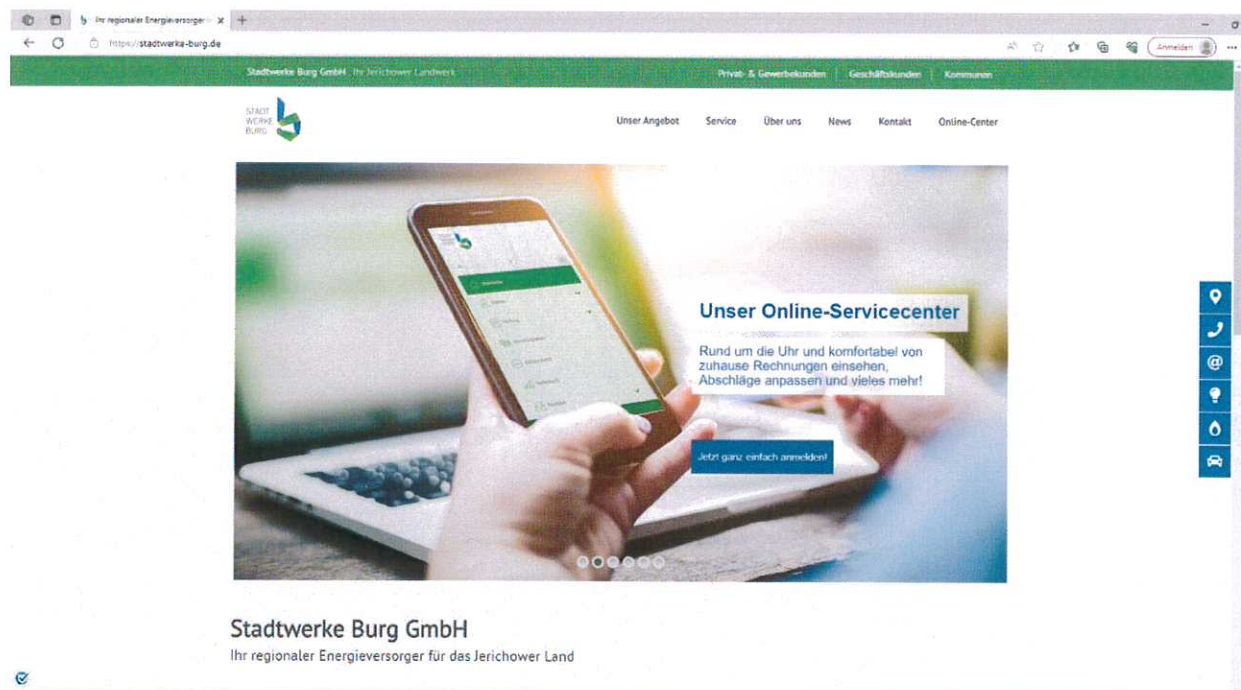 Ihr regionaler Energieversorger
https://stadtwerke-burg.de
Anmelden
Stadtwerke Burg GmbH Ihr Jerichower Landwerk
Privat- & Gewerbekunden | Geschäftskunden | Kommunen
STADT
WERKE
BURG
Unser Angebot Service Über uns News Kontakt Online-Center
Unser Online-Servicecenter
Rund um die Uhr und komfortabel von
zuhause Rechnungen einsehen,
Abschläge anpassen und vieles mehr!
Jetzt ganz einfach anmelden!
Stadtwerke Burg GmbH
Ihr regionaler Energieversorger für das Jerichower Land